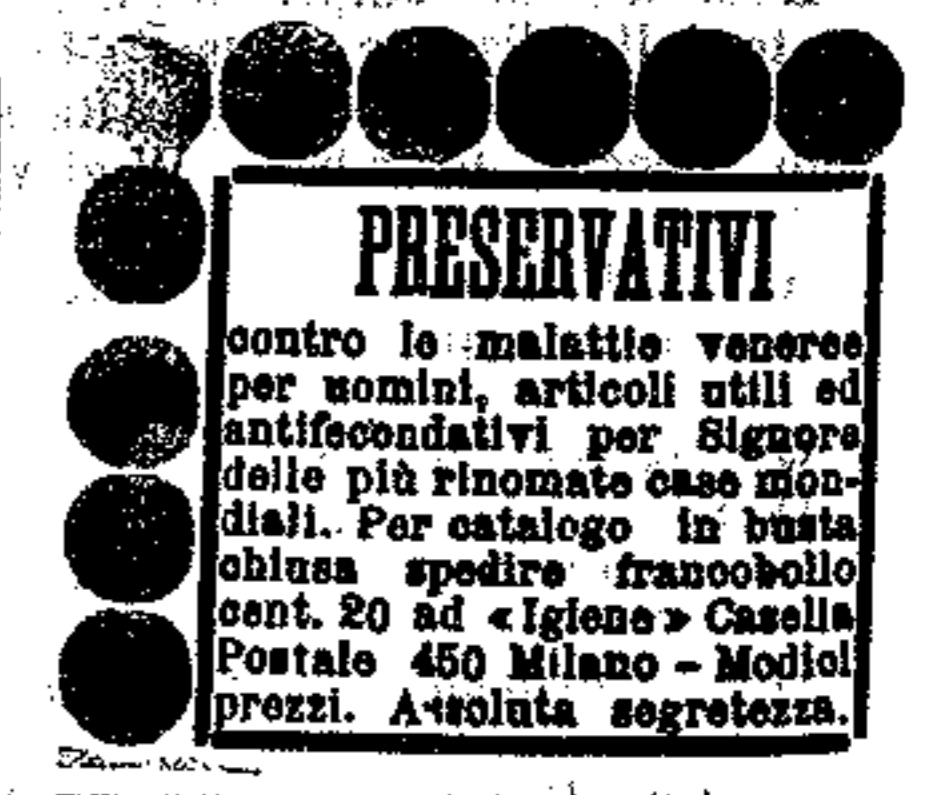 PRESERVATIVI
contro le malattie veneree
per uomini, articoli utili ed
antifecondativi per Signore
delle più rinomate case mon-
diali. Per catalogo in busta
chiusa spedire francobollo
cent. 20 ad « Igiene » Casella
Postale 450 Milano - Modici
prezzi. Assoluta segretezza.